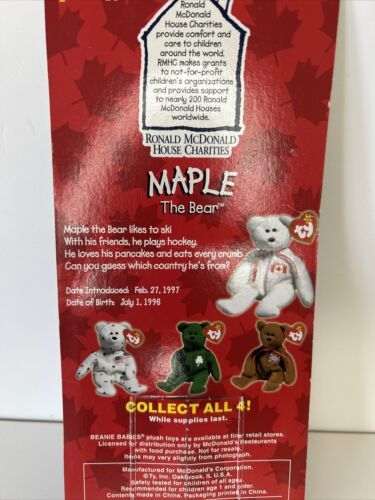 Ronald
McDonald
House Charities
provide comfort and
care to children
around the world.
RMHC makes grants
to not-for-profit
children's organizations
and provides support
to nearly 200 Ronald
McDonald Houses
worldwide.
RONALD MCDONALD
HOUSE CHARITIES
MAPLE
The Bear™
Maple the Bear likes to ski
With his friends, he plays hockey.
He loves his pancakes and eats every crumb
Can you guess which country he's from?
Date Introduced: Feb. 27, 1997
Date of Birth: July 1, 1996
ty
ty
ty
ty
COLLECT ALL 4!
While supplies last.
BEANIE BABIES® plush toys are available at finer retail stores.
Licensed for distribution only by McDonald's Restaurants
with food purchase. Not for resale.
Items may vary slightly from photograph.
Manufactured for McDonald's Corporation.
©Ty, Inc. Oakbrook, IL U.S.A.
Safety tested for children of all ages.
Recommended for children age 1 and older.
Contents made in China. Packaging printed in China.